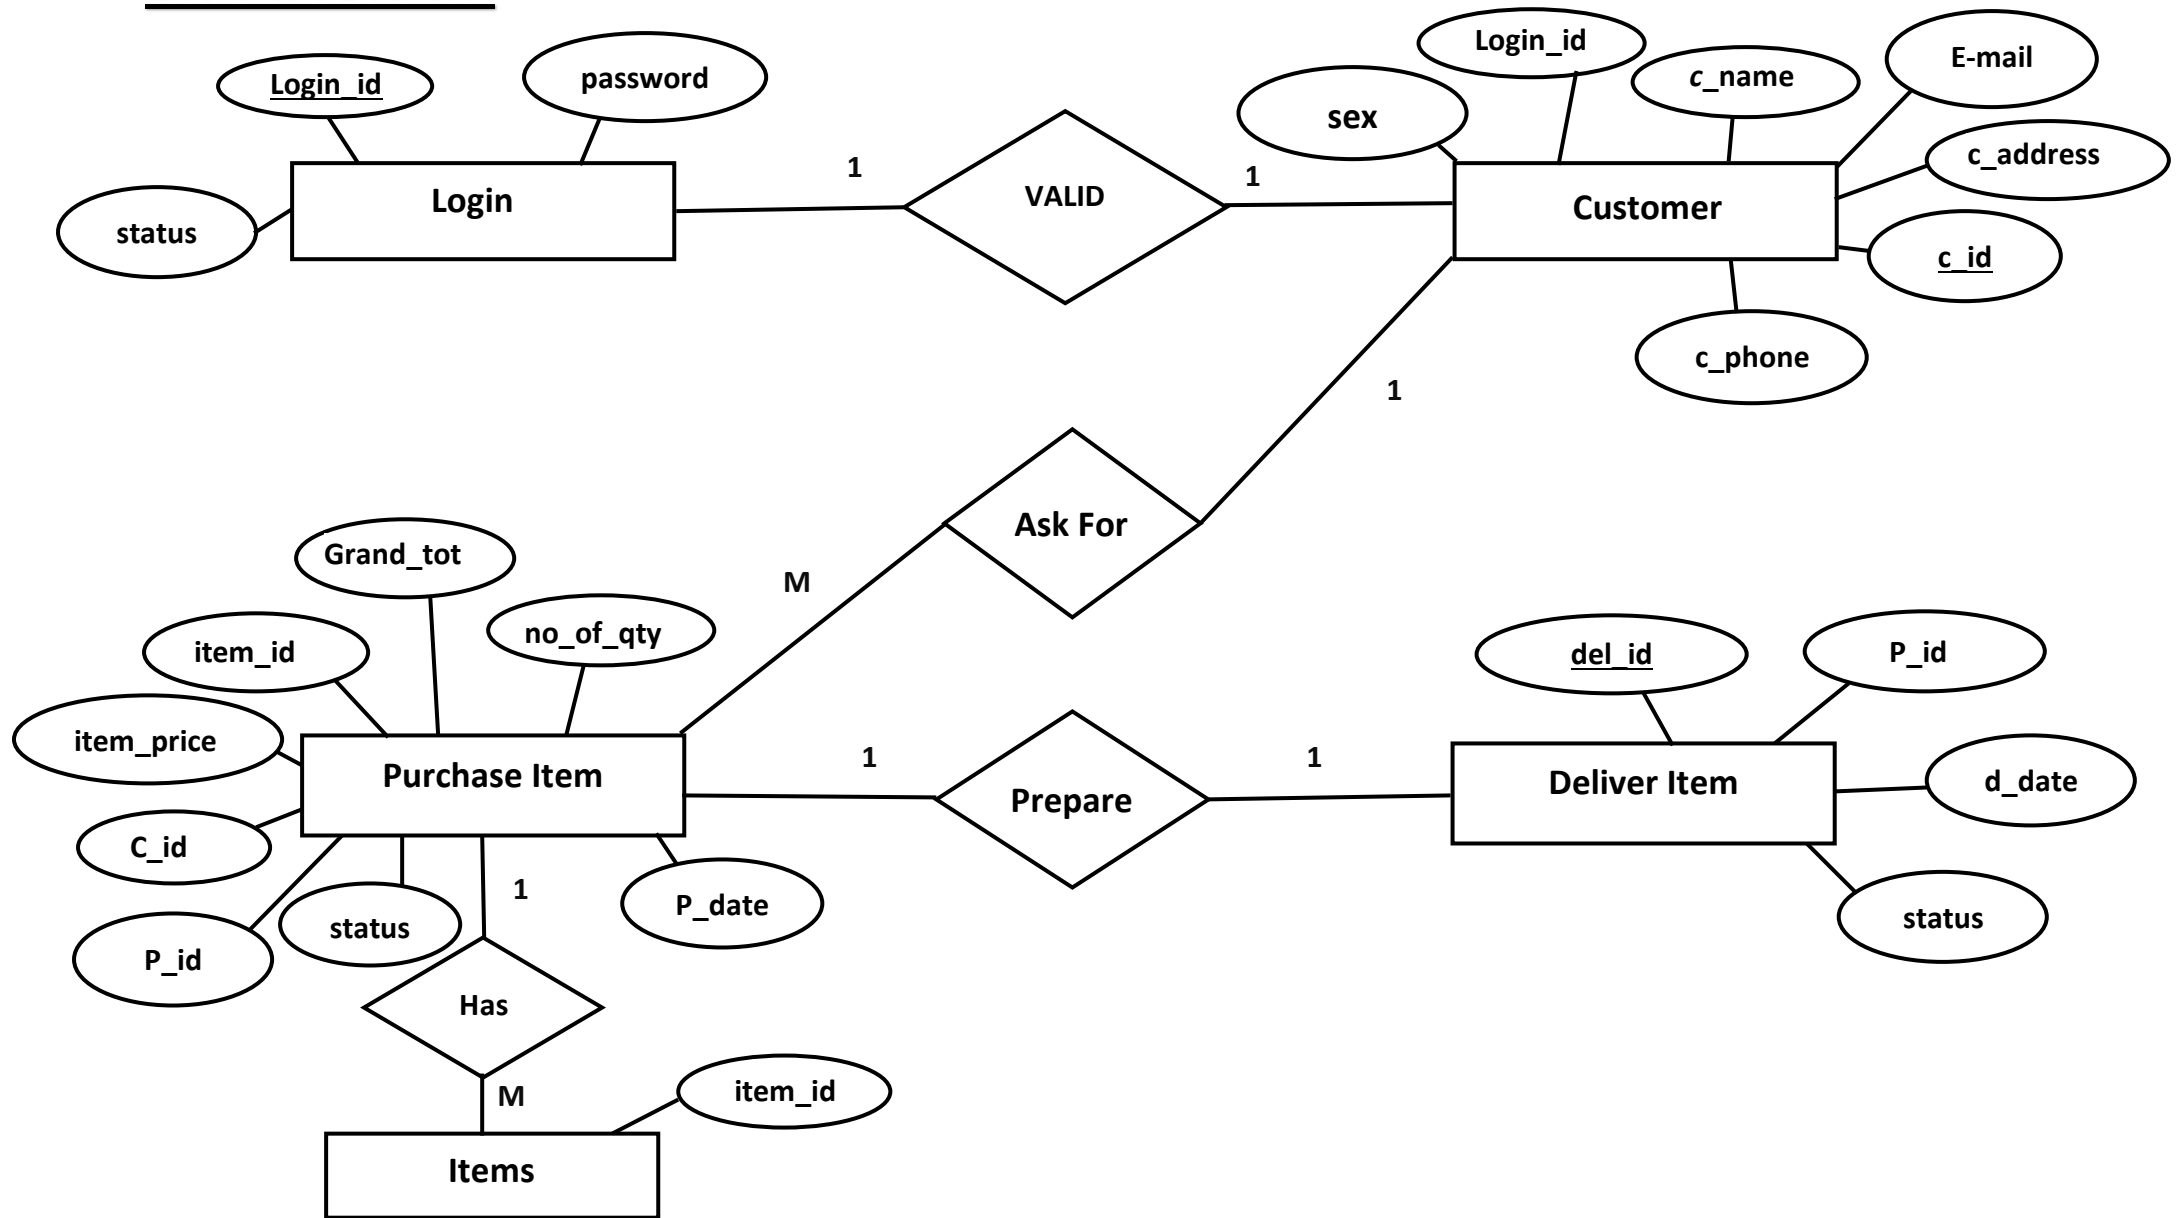 Login_id
password
status
Login
1
VALID
1
sex
Login_id
c_name
E-mail
c_address
Customer
c_id
c_phone
1
Ask For
M
Grand_tot
no_of_qty
item_id
item_price
Purchase Item
C_id
P_id
status
P_date
1
Prepare
1
del_id
P_id
d_date
Deliver Item
status
1
Has
M
item_id
Items